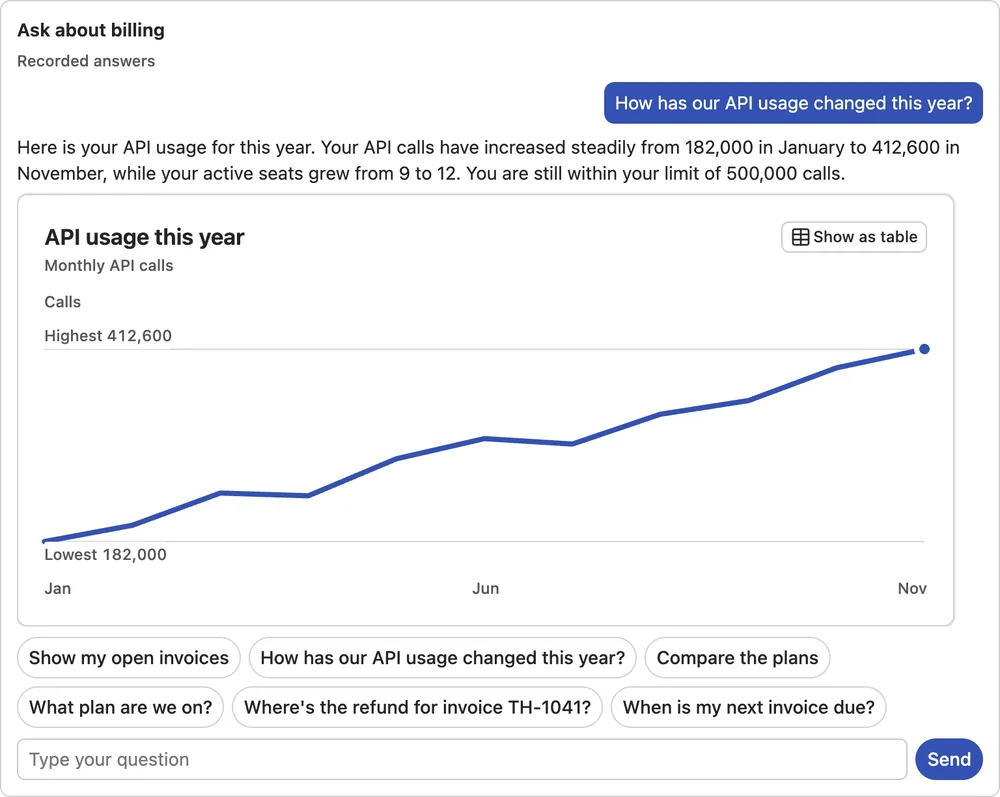 Ask about billing
Recorded answers
How has our API usage changed this year?
Here is your API usage for this year. Your API calls have increased steadily from 182,000 in January to 412,600 in
November, while your active seats grew from 9 to 12. You are still within your limit of 500,000 calls.
API usage this year
Show as table
Monthly API calls
Calls
Highest 412,600
Lowest 182,000
Jan
Jun
Nov
Show my open invoices
How has our API usage changed this year?
Compare the plans
What plan are we on?
Where's the refund for invoice TH-1041?
When is my next invoice due?
Type your question
Send